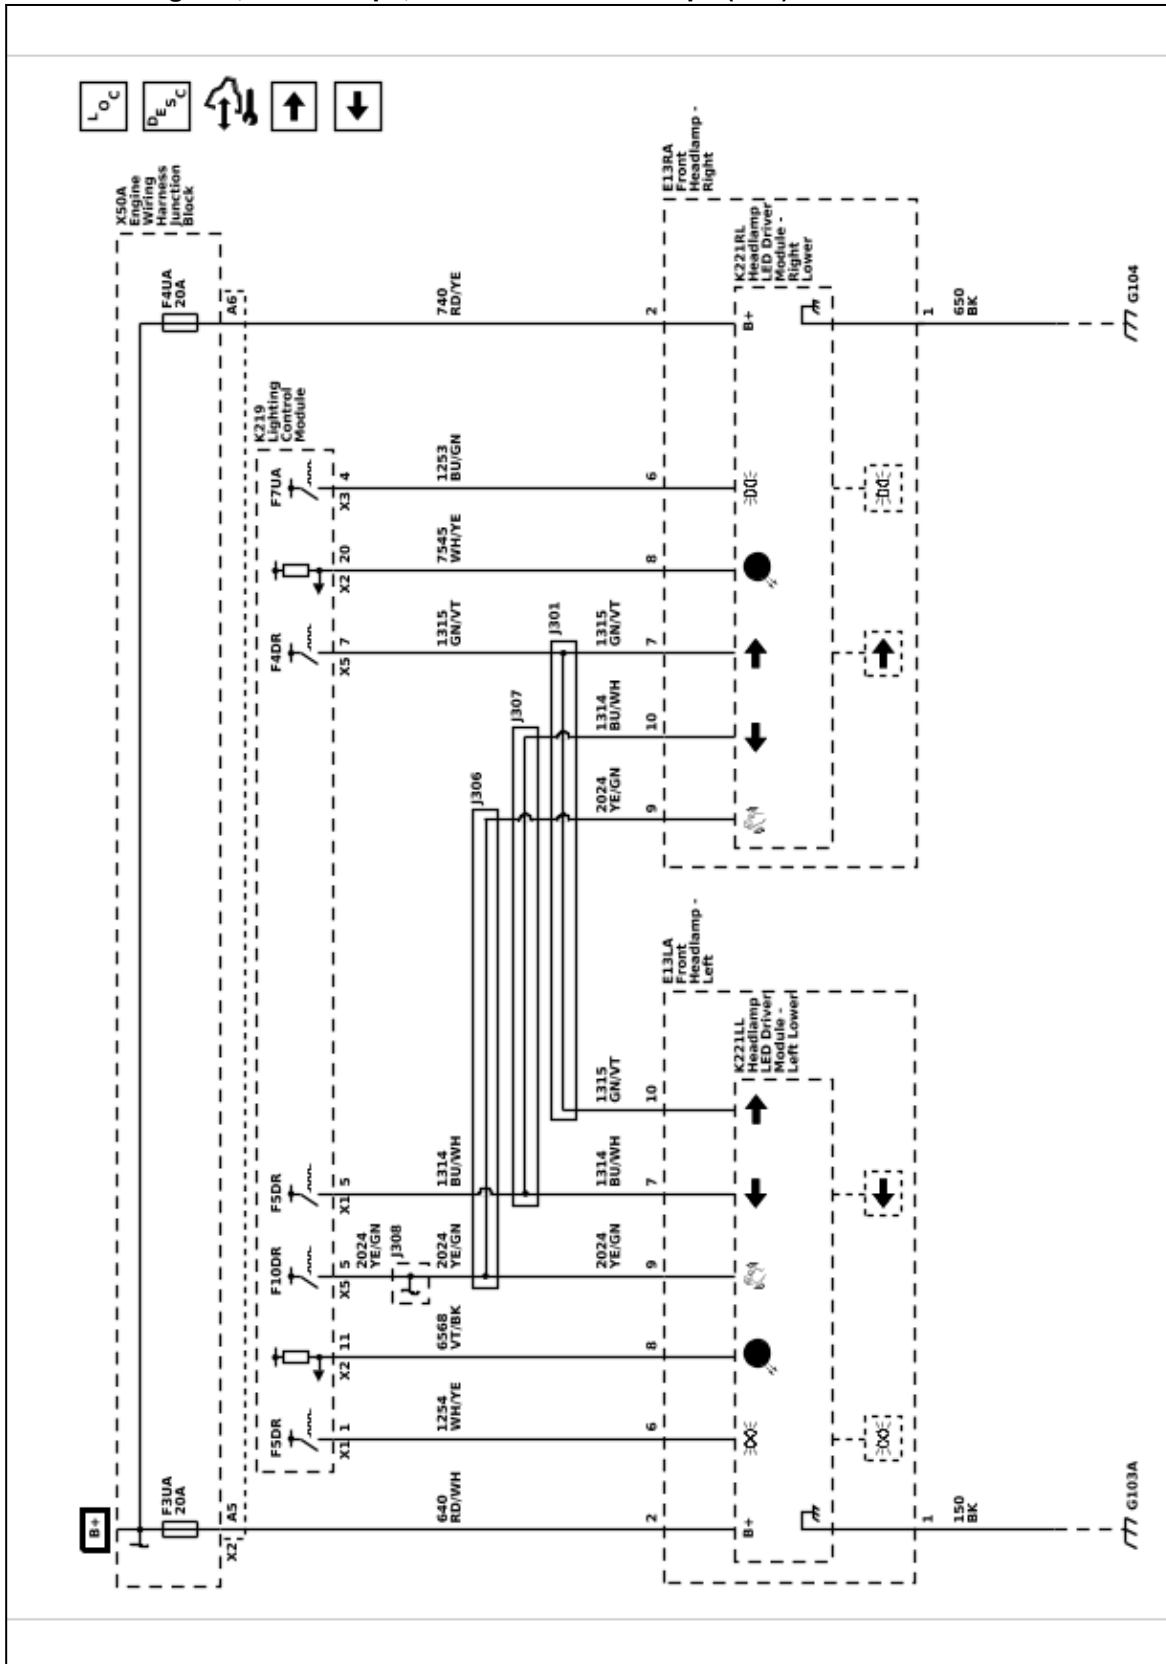 B+
LOC
DESC
X50A
Engine
Wiring
Harness
Junction
Block
F3UA
20A
F4UA
20A
X2
A5
A6
K219
Lighting
Control
Module
F5DR
F10DR
F5DR
F4DR
F7UA
X1 1
X2 11
X5 5
X1 5
X5 7
X2 20
X3 4
2024
YE/GN
J308
640
RD/WH
1254
WH/YE
6568
VT/BK
2024
YE/GN
1314
BU/WH
1315
GN/VT
7545
WH/YE
1253
BU/GN
740
RD/YE
J306
J307
J301
2024
YE/GN
1314
BU/WH
1315
GN/VT
2024
YE/GN
1314
BU/WH
1315
GN/VT
2
6
8
9
7
10
9
10
7
8
6
2
E13LA
Front
Headlamp -
Left
E13RA
Front
Headlamp -
Right
K221LL
Headlamp
LED Driver
Module -
Left Lower
K221RL
Headlamp
LED Driver
Module -
Right
Lower
B+
B+
1
1
150
BK
650
BK
G103A
G104